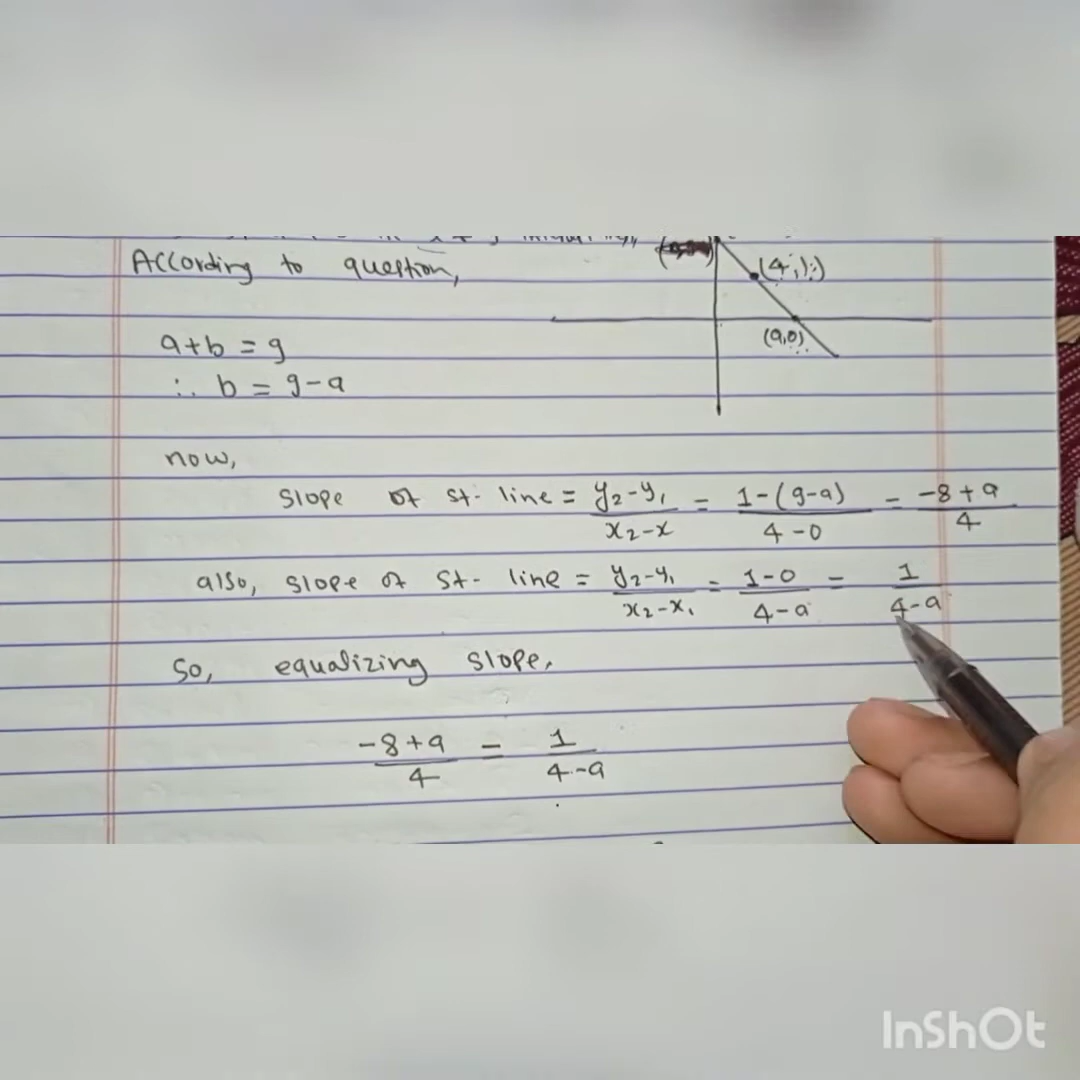 According to question,
(4,1)
(a,0)
a+b = 9
∴ b = 9-a
now,
slope of st. line = y₂-y₁/x₂-x = 1-(9-a)/4-0 = -8+a/4
also, slope of st. line = y₂-y₁/x₂-x₁ = 1-0/4-a = 1/4-a
So, equalizing slope,
-8+a/4 = 1/4-a
InShOt